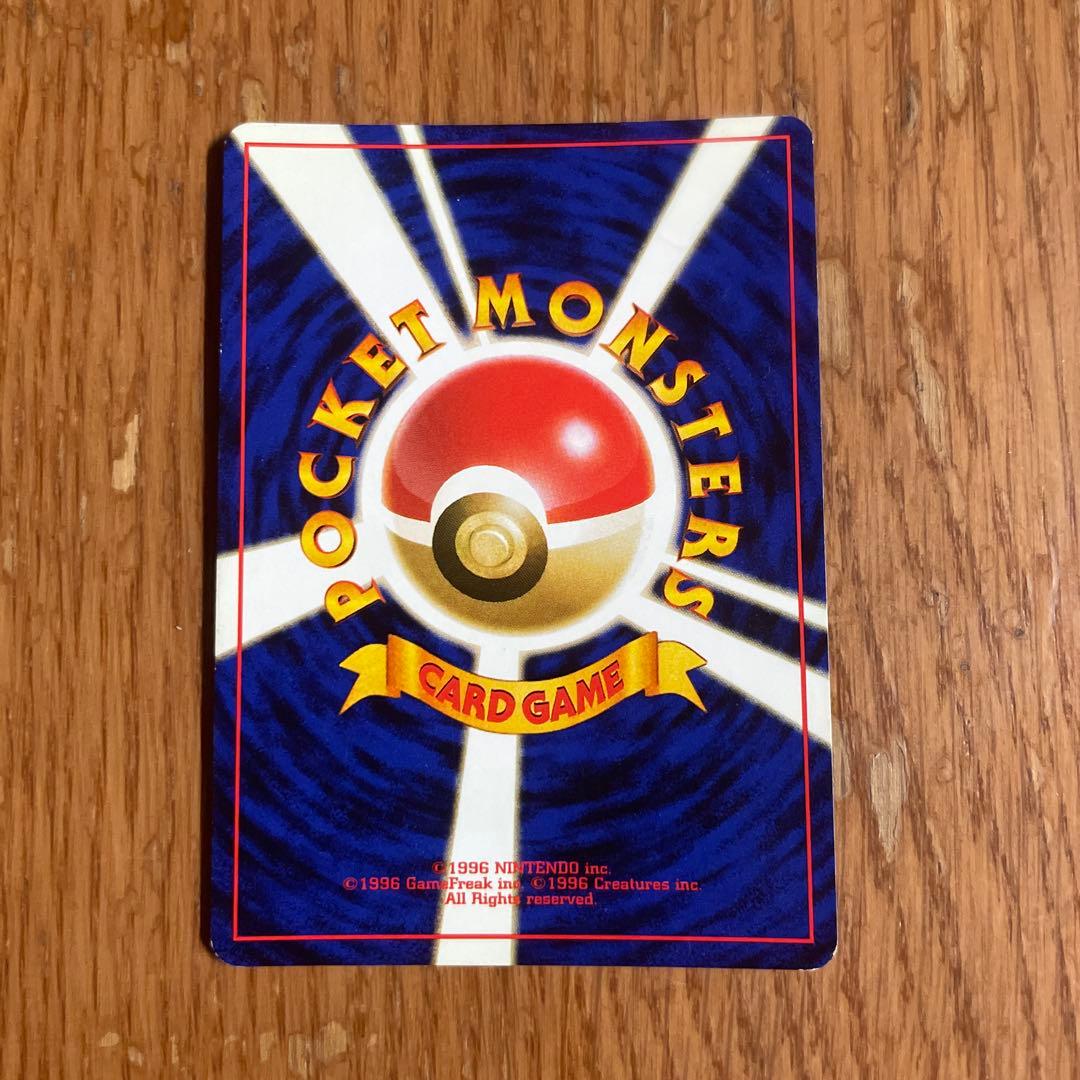 POCKET MONSTERS
CARD GAME
©1996 NINTENDO inc.
©1996 GameFreak inc. ©1996 Creatures inc.
All Rights reserved.